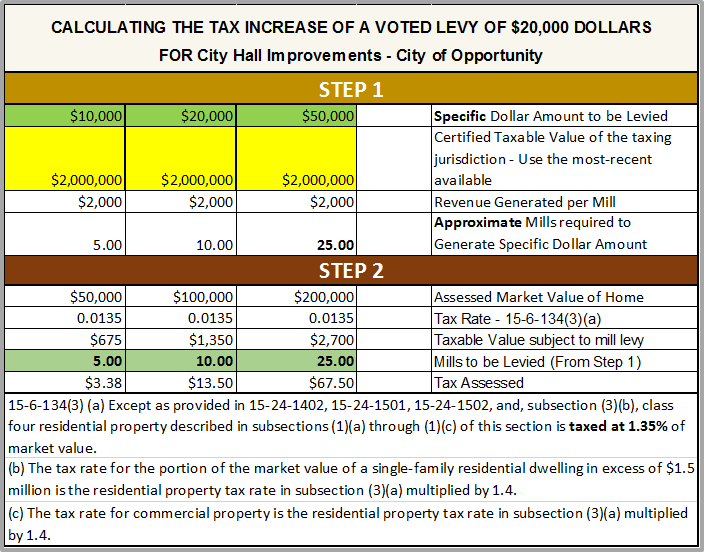 CALCULATING THE TAX INCREASE OF A VOTED LEVY OF $20,000 DOLLARS
FOR City Hall Improvements - City of Opportunity
STEP 1
$10,000 $20,000 $50,000 Specific Dollar Amount to be Levied
Certified Taxable Value of the taxing
jurisdiction - Use the most-recent
$2,000,000 $2,000,000 $2,000,000 available
$2,000 $2,000 $2,000 Revenue Generated per Mill
Approximate Mills required to
5.00 10.00 25.00 Generate Specific Dollar Amount
STEP 2
$50,000 $100,000 $200,000 Assessed Market Value of Home
0.0135 0.0135 0.0135 Tax Rate - 15-6-134(3)(a)
$675 $1,350 $2,700 Taxable Value subject to mill levy
5.00 10.00 25.00 Mills to be Levied (From Step 1)
$3.38 $13.50 $67.50 Tax Assessed
15-6-134(3) (a) Except as provided in 15-24-1402, 15-24-1501, 15-24-1502, and, subsection (3)(b), class
four residential property described in subsections (1)(a) through (1)(c) of this section is taxed at 1.35% of
market value.
(b) The tax rate for the portion of the market value of a single-family residential dwelling in excess of $1.5
million is the residential property tax rate in subsection (3)(a) multiplied by 1.4.
(c) The tax rate for commercial property is the residential property tax rate in subsection (3)(a) multiplied
by 1.4.